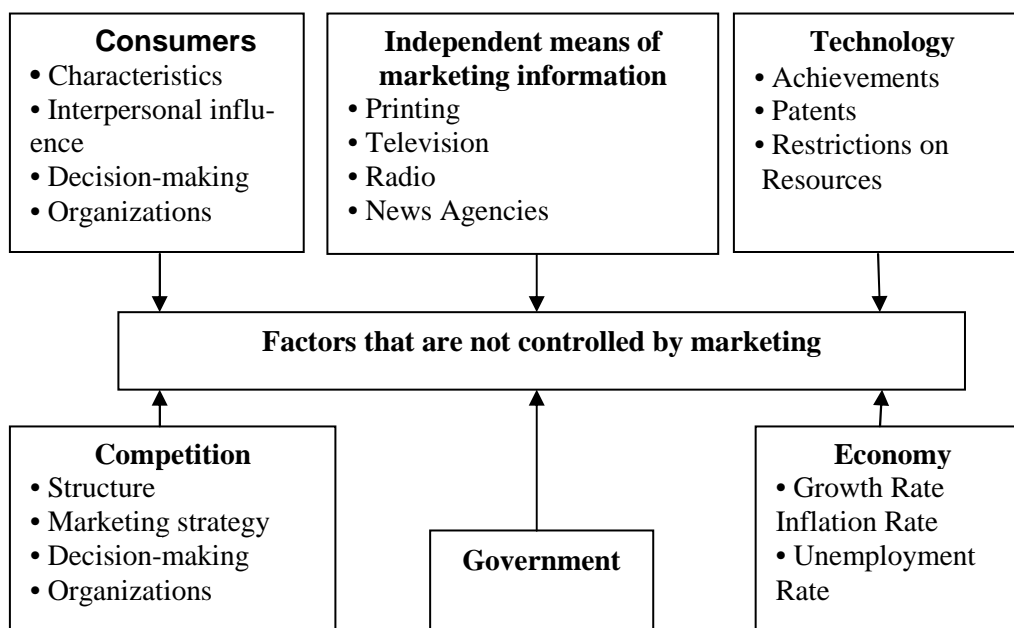 Consumers
• Characteristics
• Interpersonal influ-
ence
• Decision-making
• Organizations
Independent means of
marketing information
• Printing
• Television
• Radio
• News Agencies
Technology
• Achievements
• Patents
• Restrictions on
Resources
Factors that are not controlled by marketing
Competition
• Structure
• Marketing strategy
• Decision-making
• Organizations
Government
Economy
• Growth Rate
Inflation Rate
• Unemployment
Rate